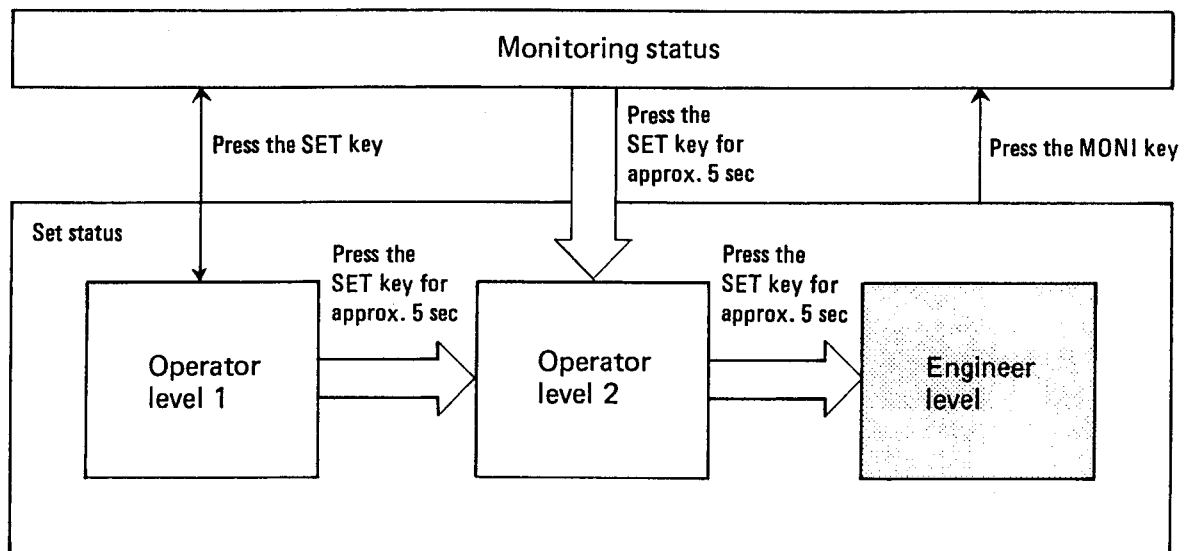 Monitoring status
Press the SET key
Press the
SET key for
approx. 5 sec
Press the MONI key
Set status
Press the
SET key for
approx. 5 sec
Press the
SET key for
approx. 5 sec
Operator
level 1
Operator
level 2
Engineer
level